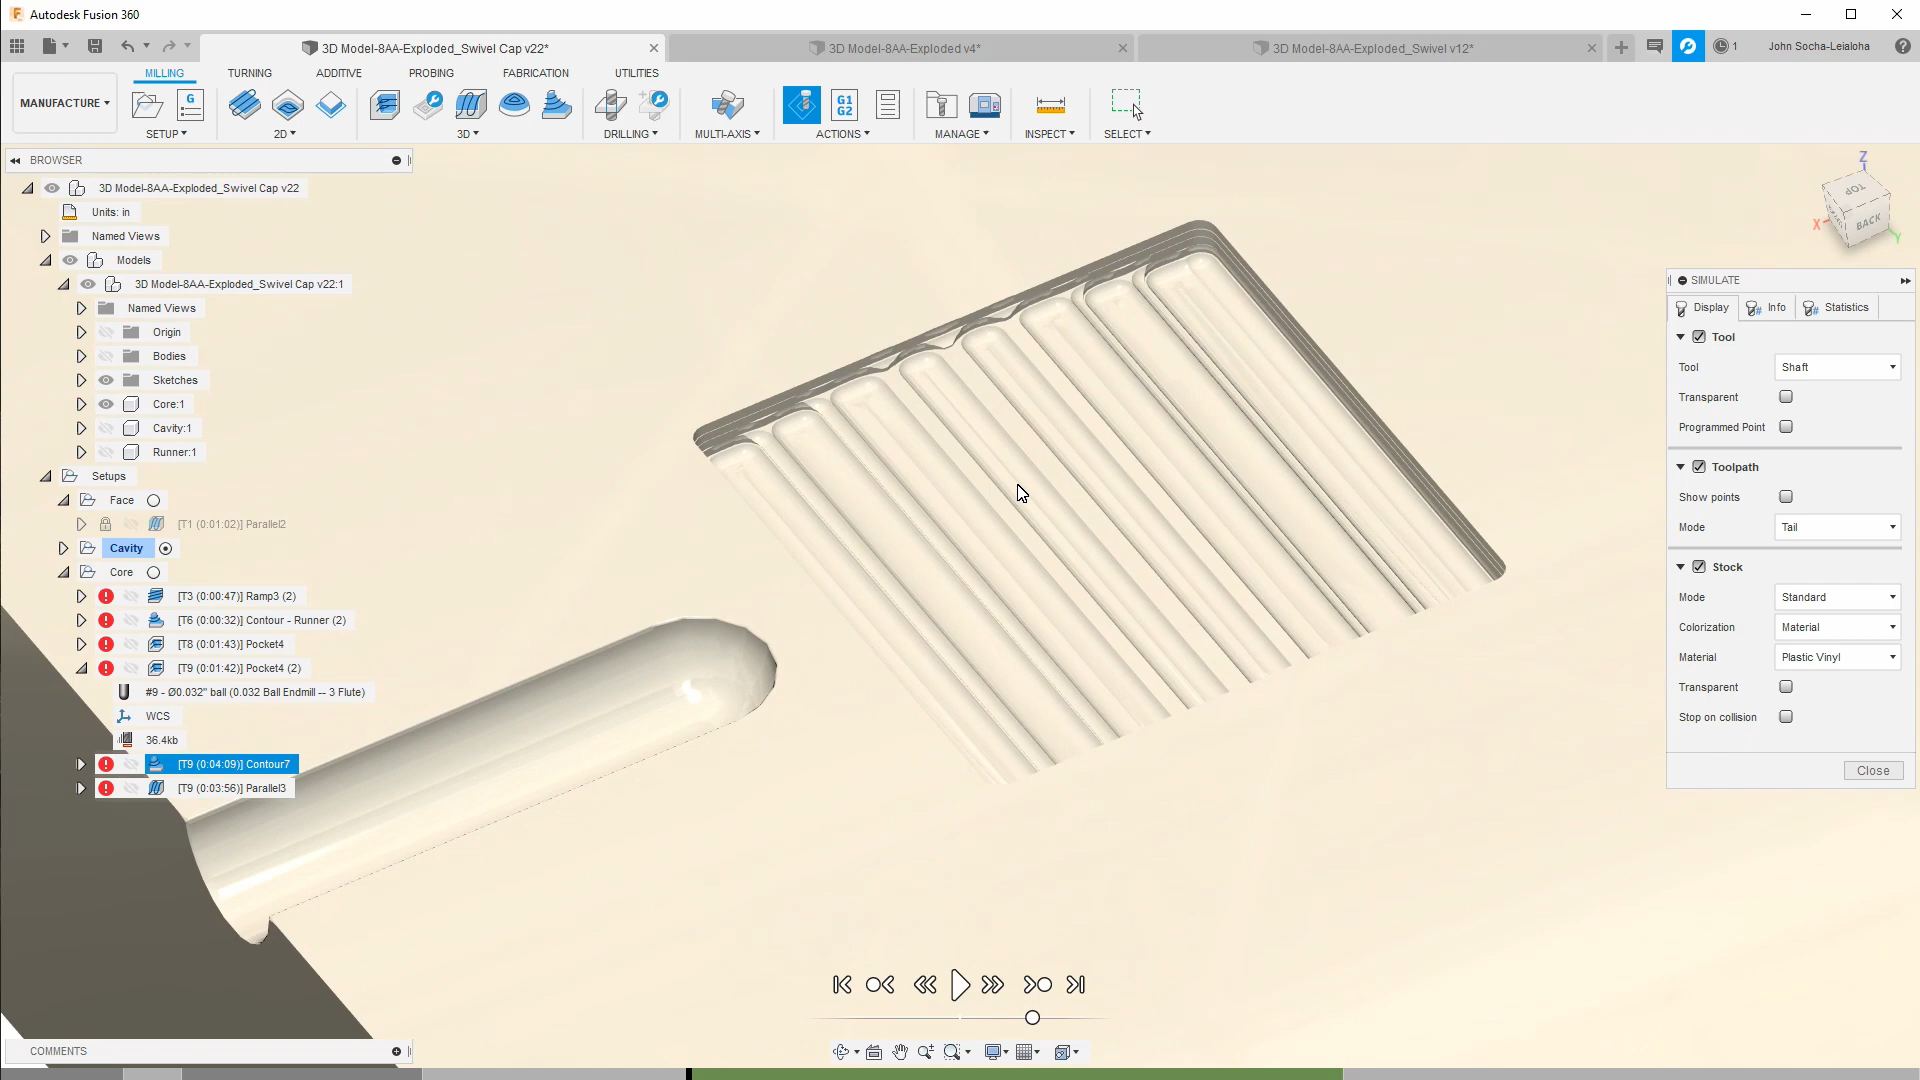 Autodesk Fusion 360
3D Model-8AA-Exploded_Swivel Cap v22*
3D Model-8AA-Exploded v4*
3D Model-8AA-Exploded_Swivel v12*
1
John Socha-Leialoha
MANUFACTURE
MILLING
TURNING
ADDITIVE
PROBING
FABRICATION
UTILITIES
G
G1
G2
SETUP
2D
3D
DRILLING
MULTI-AXIS
ACTIONS
MANAGE
INSPECT
SELECT
BROWSER
3D Model-8AA-Exploded_Swivel Cap v22
Units: in
Named Views
Models
3D Model-8AA-Exploded_Swivel Cap v22:1
Named Views
Origin
Bodies
Sketches
Core:1
Cavity:1
Runner:1
Setups
Face
[T1 (0:01:02)] Parallel2
Cavity
Core
[T3 (0:00:47)] Ramp3 (2)
[T6 (0:00:32)] Contour - Runner (2)
[T8 (0:01:43)] Pocket4
[T9 (0:01:42)] Pocket4 (2)
#9 - Ø0.032" ball (0.032 Ball Endmill -- 3 Flute)
WCS
36.4kb
[T9 (0:04:09)] Contour7
[T9 (0:03:56)] Parallel3
COMMENTS
Z
TOP
BACK
X
Y
SIMULATE
Display
Info
Statistics
Tool
Tool
Shaft
Transparent
Programmed Point
Toolpath
Show points
Mode
Tail
Stock
Mode
Standard
Colorization
Material
Material
Plastic Vinyl
Transparent
Stop on collision
Close